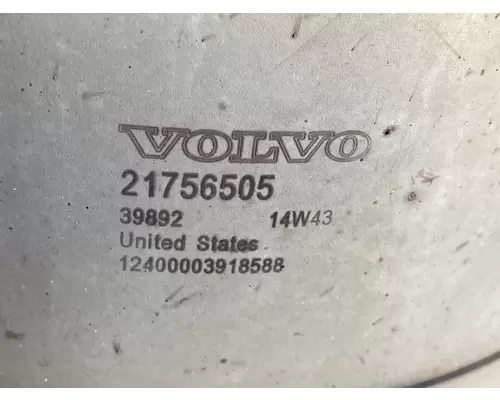 VOLVO
21756505
39892 14W43
United States
12400003918588